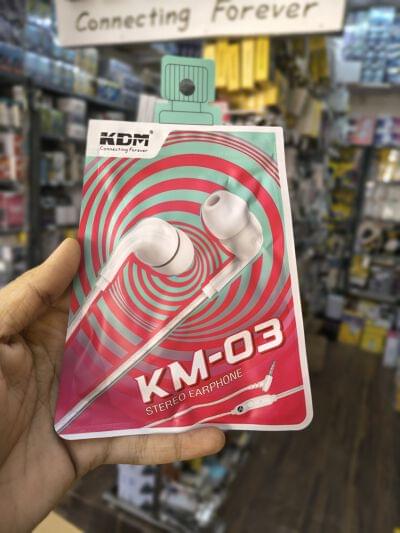 Connecting Forever
KDM®
Connecting Forever
KM-03
STEREO EARPHONE